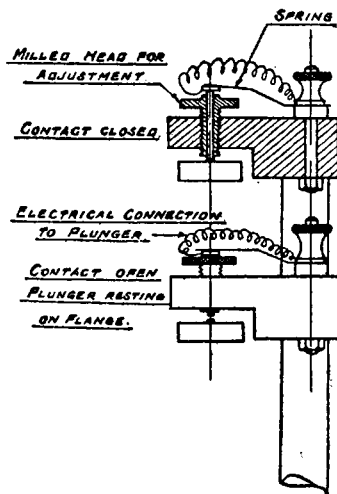 SPRING
MILLED HEAD FOR
ADJUSTMENT
CONTACT CLOSED
ELECTRICAL CONNECTION
TO PLUNGER
CONTACT OPEN
PLUNGER RESTING
ON FLANGE.